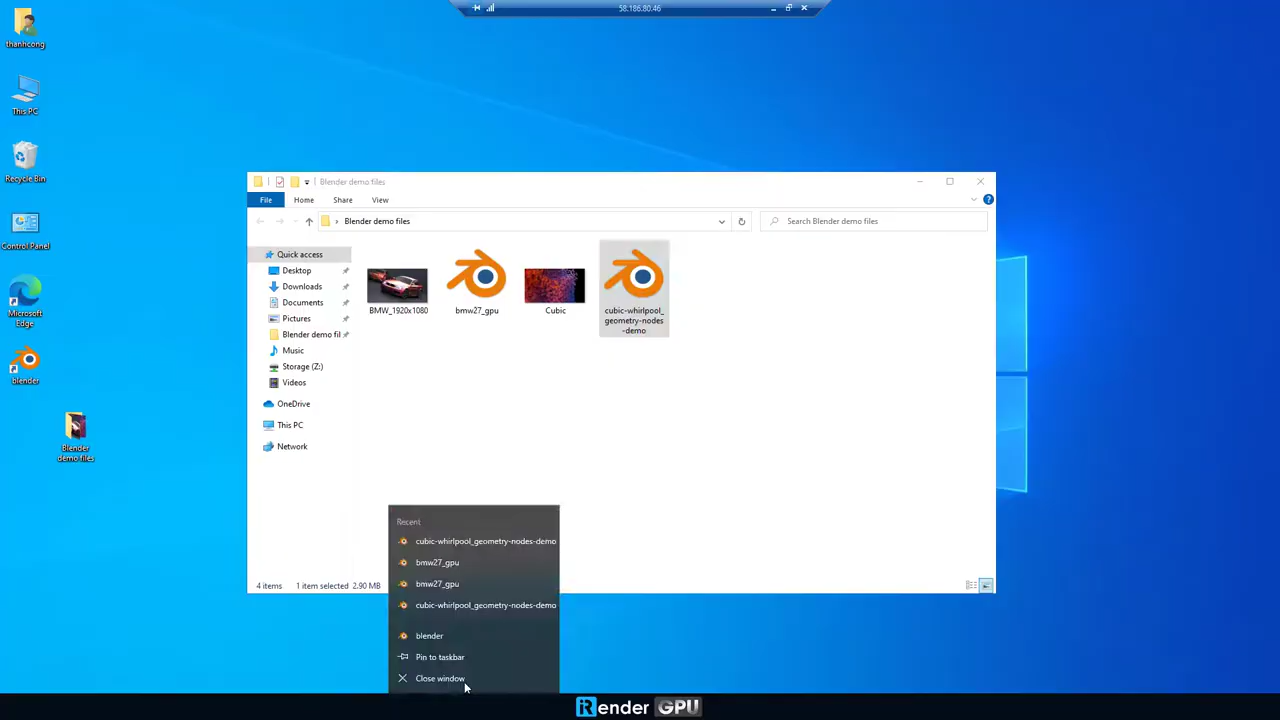 58.186.80.46
thanhcong
This PC
Recycle Bin
Control Panel
Microsoft
Edge
blender
Blender
demo files
Blender demo files
File
Home
Share
View
Blender demo files
Search Blender demo files
Quick access
Desktop
Downloads
Documents
Pictures
Blender demo fil
Music
Storage (Z:)
Videos
OneDrive
This PC
Network
BMW_1920x1080
bmw27_gpu
Cubic
cubic-whirlpool_
geometry-nodes
-demo
4 items
1 item selected 2.90 MB
Recent
cubic-whirlpool_geometry-nodes-demo
bmw27_gpu
bmw27_gpu
cubic-whirlpool_geometry-nodes-demo
blender
Pin to taskbar
Close window
iRender GPU